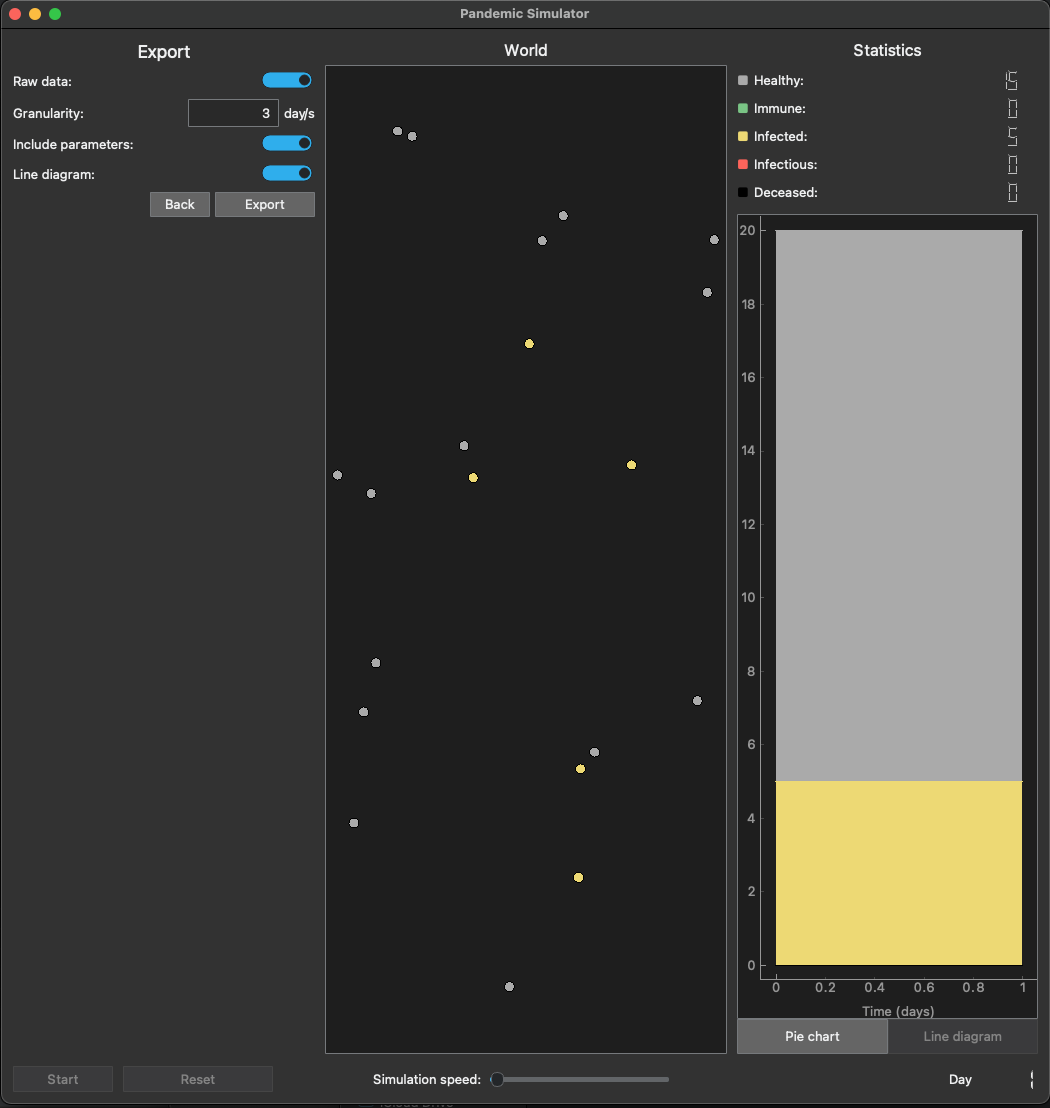 Pandemic Simulator
Export
Raw data:
Granularity: 3 day/s
Include parameters:
Line diagram:
Back Export
World
Statistics
Healthy: 15
Immune: 0
Infected: 5
Infectious: 0
Deceased: 0
20
18
16
14
12
10
8
6
4
2
0
0 0.2 0.4 0.6 0.8 1
Time (days)
Pie chart Line diagram
Start Reset Simulation speed: Day